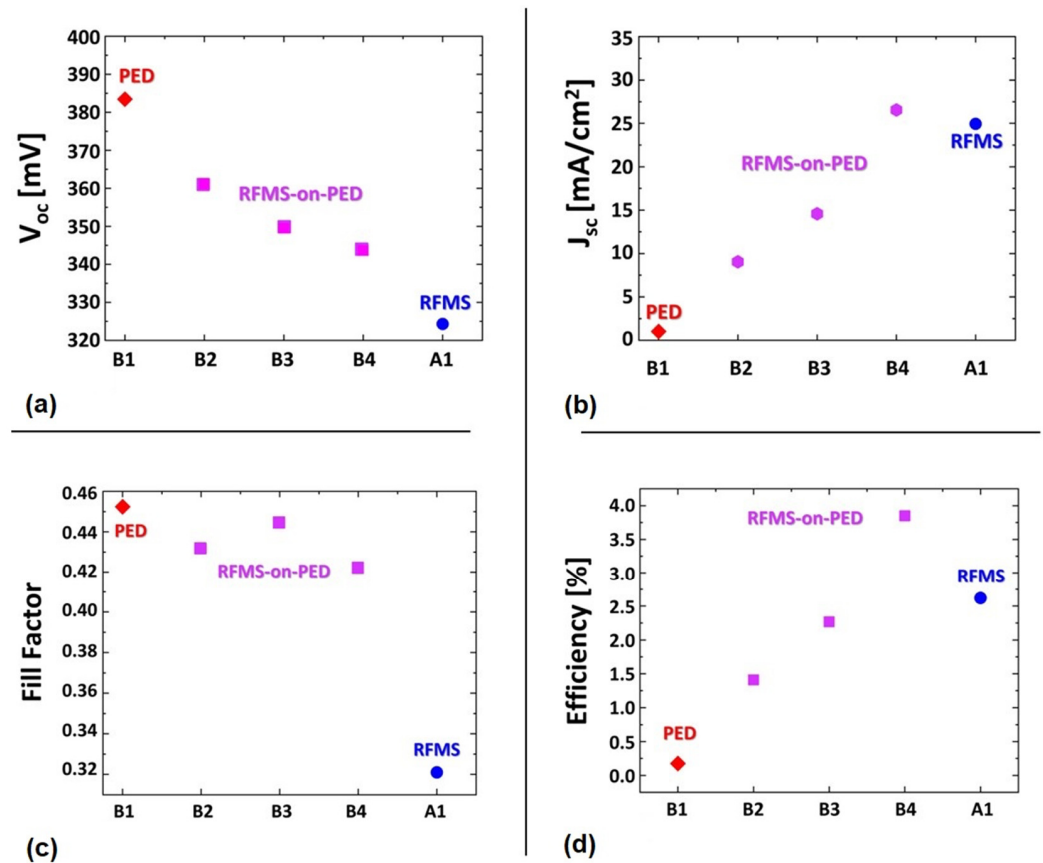 400
390
380
370
360
350
340
330
320
V_oc [mV]
PED
RFMS-on-PED
RFMS
B1 B2 B3 B4 A1
(a)
35
30
25
20
15
10
5
0
J_sc [mA/cm²]
RFMS-on-PED
RFMS
PED
B1 B2 B3 B4 A1
(b)
0.46
0.44
0.42
0.40
0.38
0.36
0.34
0.32
Fill Factor
PED
RFMS-on-PED
RFMS
B1 B2 B3 B4 A1
(c)
4.0
3.5
3.0
2.5
2.0
1.5
1.0
0.5
0.0
Efficiency [%]
RFMS-on-PED
RFMS
PED
B1 B2 B3 B4 A1
(d)